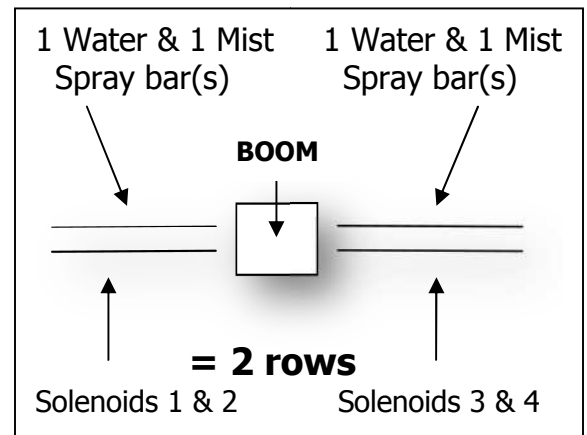 1 Water & 1 Mist
Spray bar(s)
1 Water & 1 Mist
Spray bar(s)
BOOM
= 2 rows
Solenoids 1 & 2
Solenoids 3 & 4